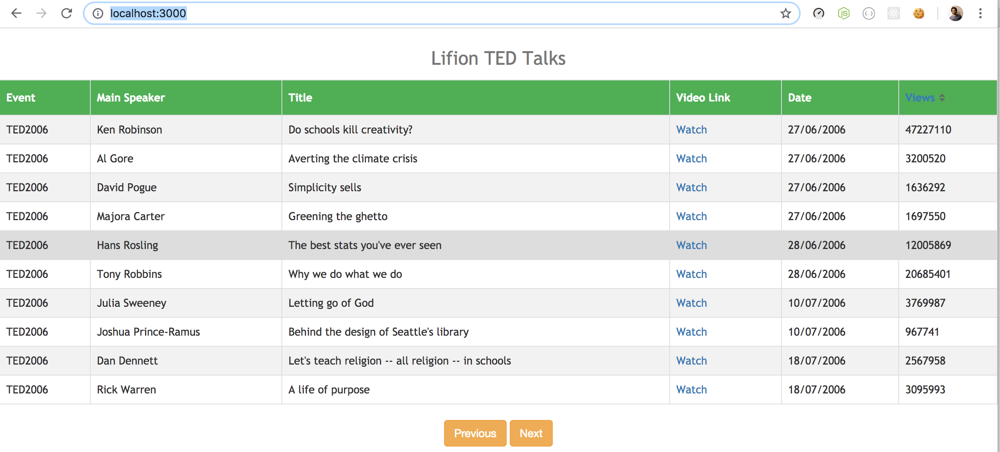 localhost:3000
JS
{...}
Lifion TED Talks
Event Main Speaker Title Video Link Date Views
TED2006 Ken Robinson Do schools kill creativity? Watch 27/06/2006 47227110
TED2006 Al Gore Averting the climate crisis Watch 27/06/2006 3200520
TED2006 David Pogue Simplicity sells Watch 27/06/2006 1636292
TED2006 Majora Carter Greening the ghetto Watch 27/06/2006 1697550
TED2006 Hans Rosling The best stats you've ever seen Watch 28/06/2006 12005869
TED2006 Tony Robbins Why we do what we do Watch 28/06/2006 20685401
TED2006 Julia Sweeney Letting go of God Watch 10/07/2006 3769987
TED2006 Joshua Prince-Ramus Behind the design of Seattle's library Watch 10/07/2006 967741
TED2006 Dan Dennett Let's teach religion -- all religion -- in schools Watch 18/07/2006 2567958
TED2006 Rick Warren A life of purpose Watch 18/07/2006 3095993
Previous Next